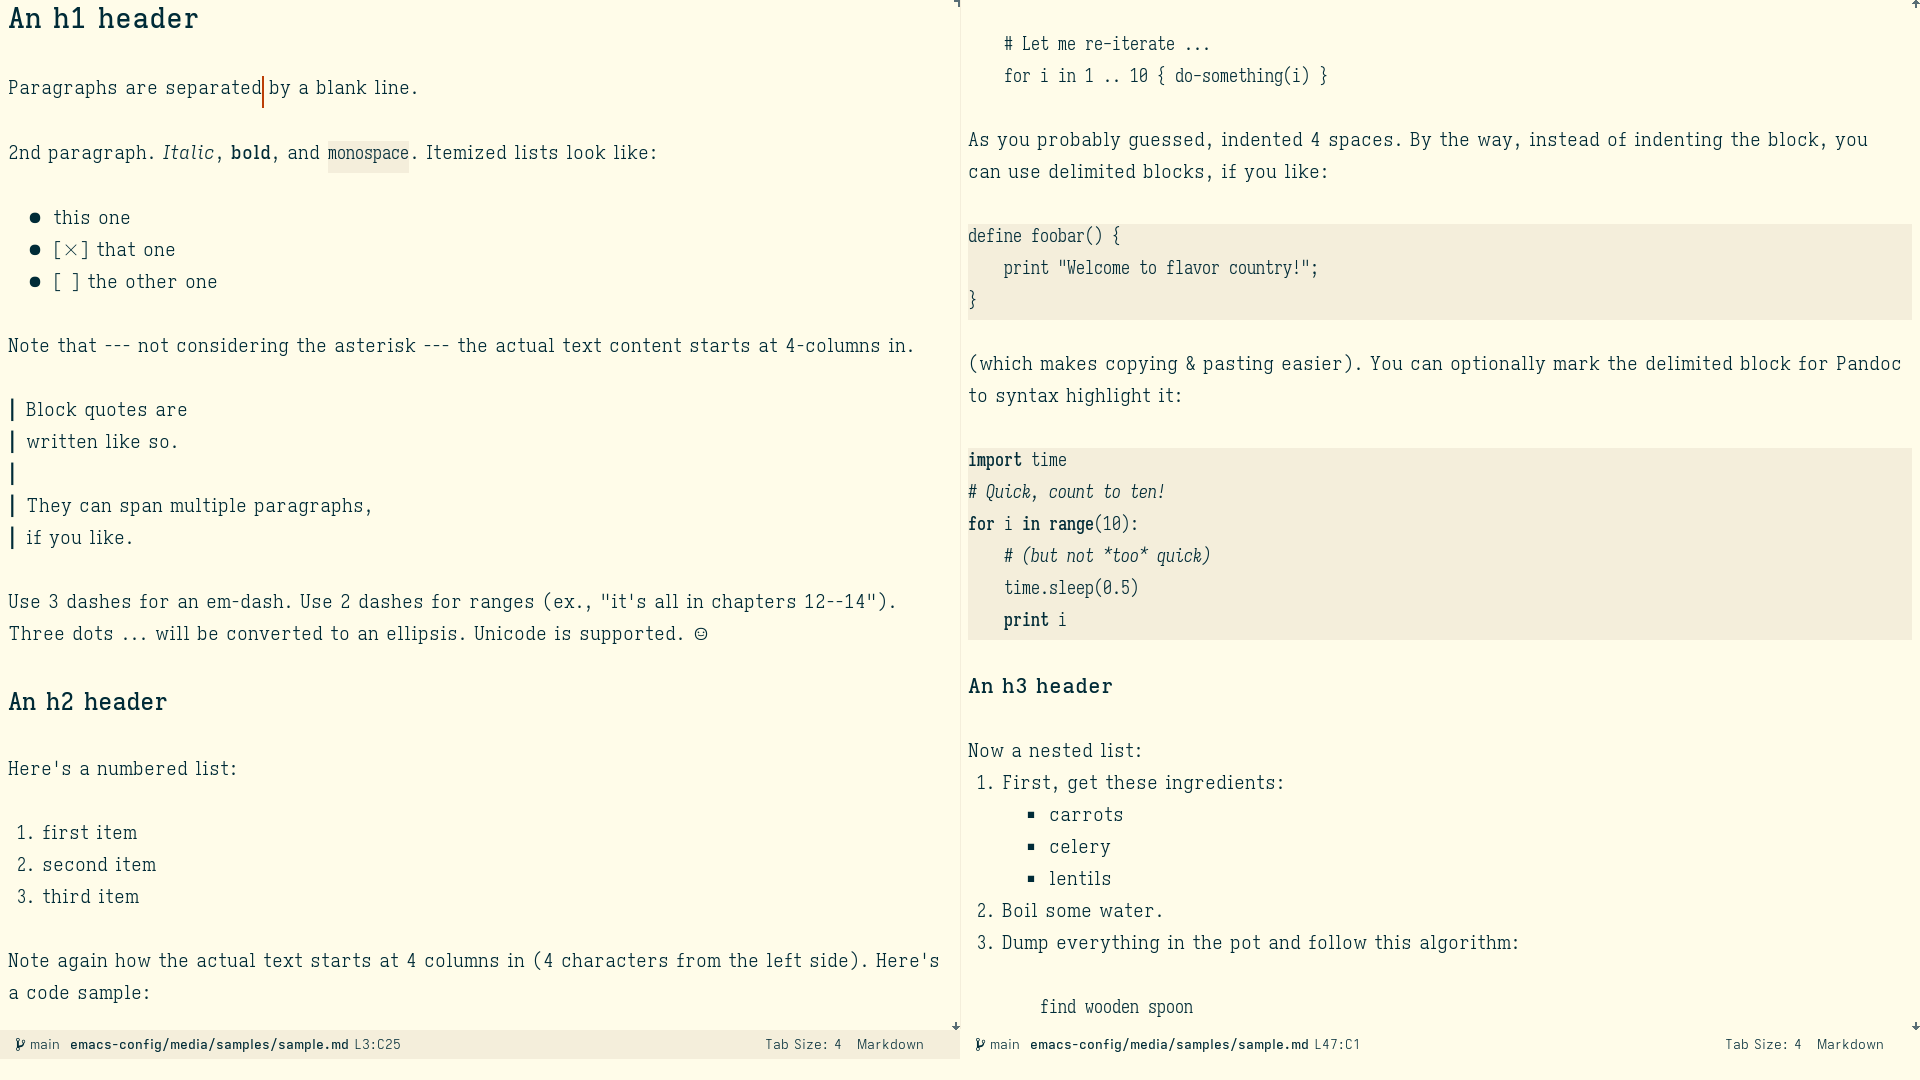 An h1 header
Paragraphs are separated by a blank line.
2nd paragraph. Italic, bold, and monospace. Itemized lists look like:
● this one
● [×] that one
● [ ] the other one
Note that --- not considering the asterisk --- the actual text content starts at 4-columns in.
Block quotes are
written like so.
They can span multiple paragraphs,
if you like.
Use 3 dashes for an em-dash. Use 2 dashes for ranges (ex., "it's all in chapters 12--14").
Three dots ... will be converted to an ellipsis. Unicode is supported. ☺
An h2 header
Here's a numbered list:
1. first item
2. second item
3. third item
Note again how the actual text starts at 4 columns in (4 characters from the left side). Here's
a code sample:
main emacs-config/media/samples/sample.md L3:C25 Tab Size: 4 Markdown
# Let me re-iterate ...
for i in 1 .. 10 { do-something(i) }
As you probably guessed, indented 4 spaces. By the way, instead of indenting the block, you
can use delimited blocks, if you like:
define foobar() {
    print "Welcome to flavor country!";
}
(which makes copying & pasting easier). You can optionally mark the delimited block for Pandoc
to syntax highlight it:
import time
# Quick, count to ten!
for i in range(10):
    # (but not *too* quick)
    time.sleep(0.5)
    print i
An h3 header
Now a nested list:
1. First, get these ingredients:
▪ carrots
▪ celery
▪ lentils
2. Boil some water.
3. Dump everything in the pot and follow this algorithm:
find wooden spoon
main emacs-config/media/samples/sample.md L47:C1 Tab Size: 4 Markdown